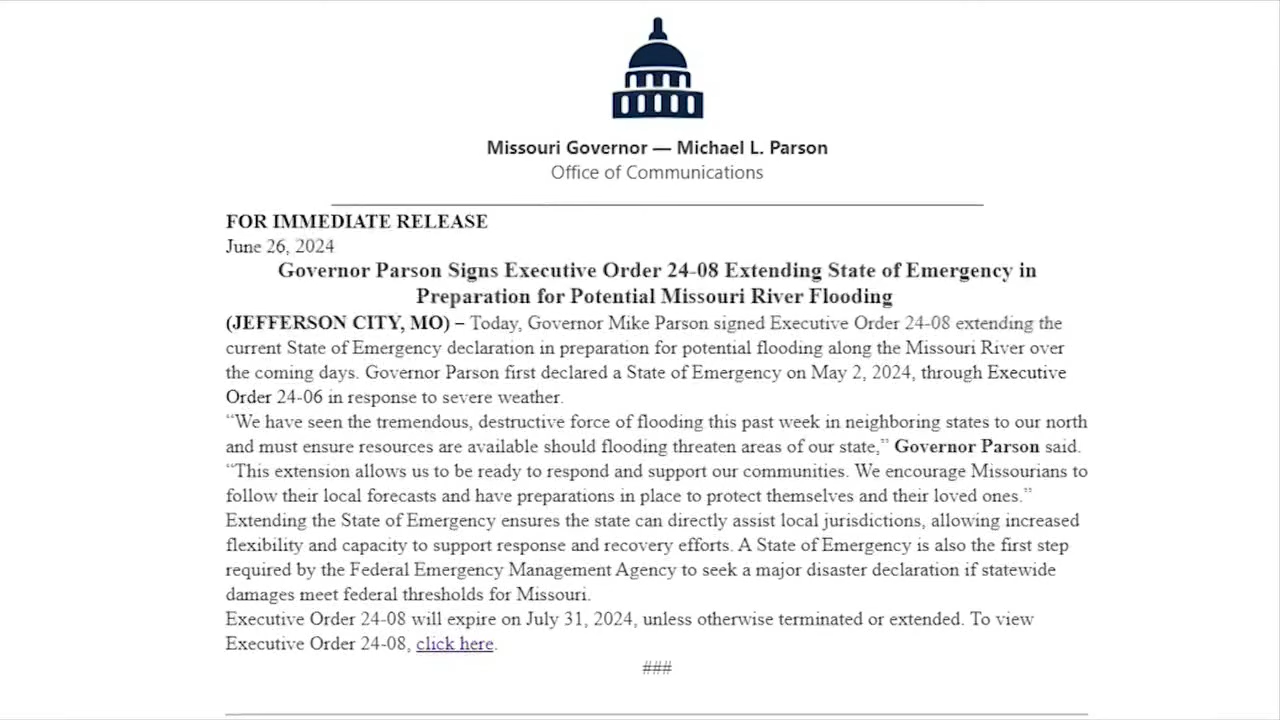 Missouri Governor — Michael L. Parson
Office of Communications
FOR IMMEDIATE RELEASE
June 26, 2024
Governor Parson Signs Executive Order 24-08 Extending State of Emergency in
Preparation for Potential Missouri River Flooding
(JEFFERSON CITY, MO) – Today, Governor Mike Parson signed Executive Order 24-08 extending the
current State of Emergency declaration in preparation for potential flooding along the Missouri River over
the coming days. Governor Parson first declared a State of Emergency on May 2, 2024, through Executive
Order 24-06 in response to severe weather.
“We have seen the tremendous, destructive force of flooding this past week in neighboring states to our north
and must ensure resources are available should flooding threaten areas of our state,” Governor Parson said.
“This extension allows us to be ready to respond and support our communities. We encourage Missourians to
follow their local forecasts and have preparations in place to protect themselves and their loved ones.”
Extending the State of Emergency ensures the state can directly assist local jurisdictions, allowing increased
flexibility and capacity to support response and recovery efforts. A State of Emergency is also the first step
required by the Federal Emergency Management Agency to seek a major disaster declaration if statewide
damages meet federal thresholds for Missouri.
Executive Order 24-08 will expire on July 31, 2024, unless otherwise terminated or extended. To view
Executive Order 24-08, click here.
###